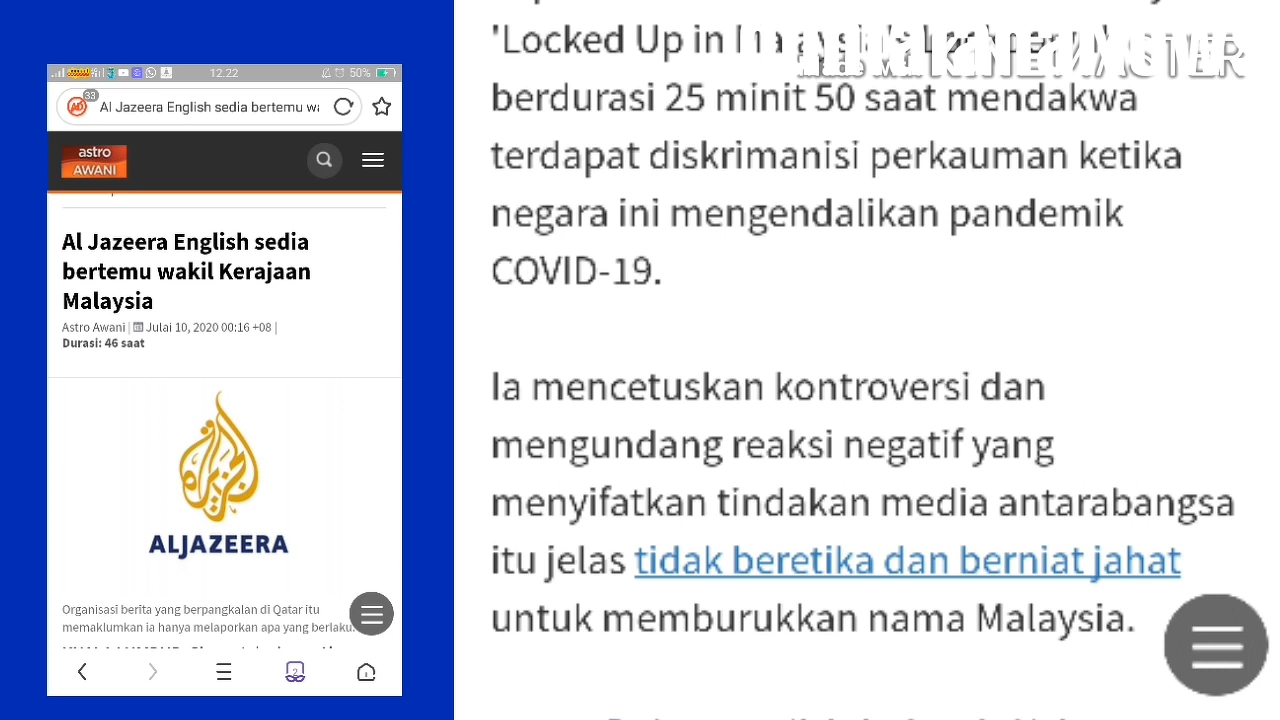 12.22
50%
33
Al Jazeera English sedia bertemu wa
astro
AWANI
Al Jazeera English sedia
bertemu wakil Kerajaan
Malaysia
Astro Awani | Julai 10, 2020 00:16 +08 |
Durasi: 46 saat
ALJAZEERA
Organisasi berita yang berpangkalan di Qatar itu
memaklumkan ia hanya melaporkan apa yang berlaku.
2
'Locked Up in
berdurasi 25 minit 50 saat mendakwa
terdapat diskrimanisi perkauman ketika
negara ini mengendalikan pandemik
COVID-19.
Ia mencetuskan kontroversi dan
mengundang reaksi negatif yang
menyifatkan tindakan media antarabangsa
itu jelas tidak beretika dan berniat jahat
untuk memburukkan nama Malaysia.
KINEMASTER